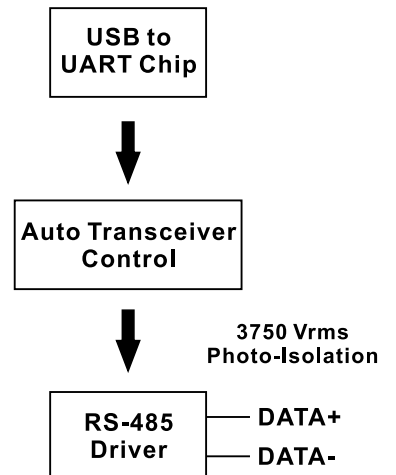 USB to
UART Chip
Auto Transceiver
Control
3750 Vrms
Photo-Isolation
RS-485
Driver
DATA+
DATA-